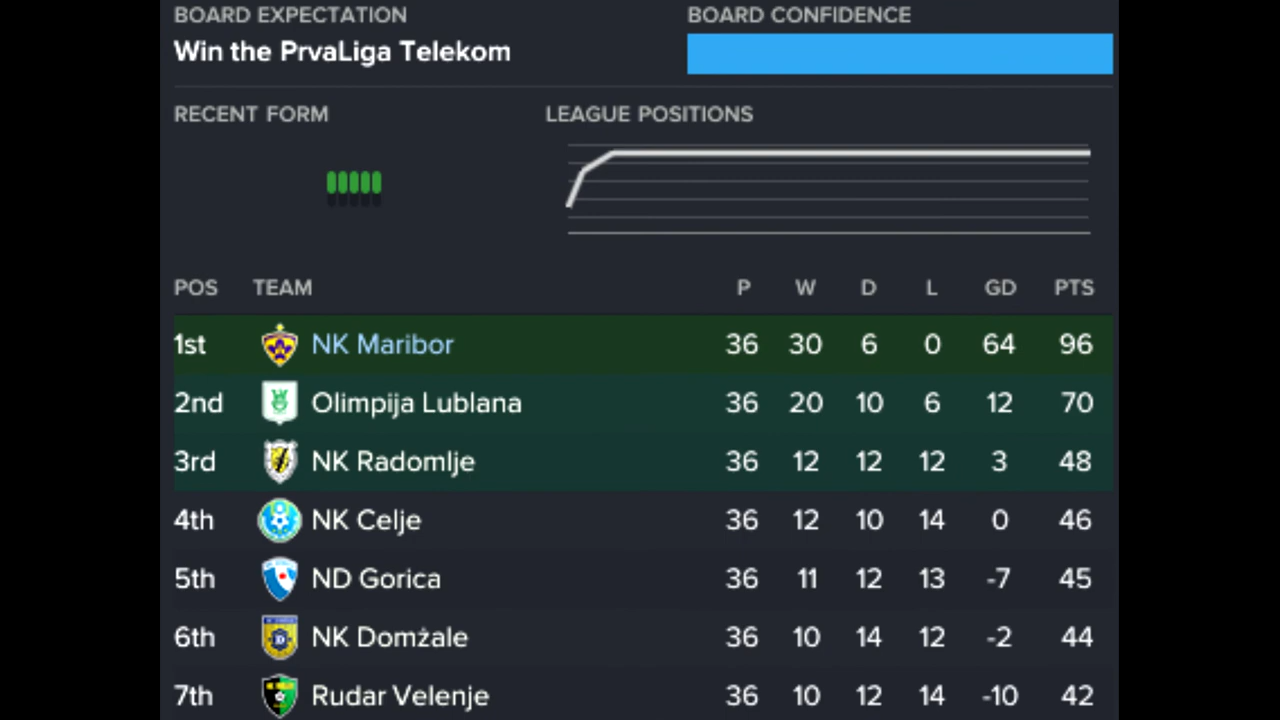 BOARD EXPECTATION BOARD CONFIDENCE
Win the PrvaLiga Telekom
RECENT FORM LEAGUE POSITIONS
POS TEAM P W D L GD PTS
1st NK Maribor 36 30 6 0 64 96
2nd Olimpija Lublana 36 20 10 6 12 70
3rd NK Radomlje 36 12 12 12 3 48
4th NK Celje 36 12 10 14 0 46
5th ND Gorica 36 11 12 13 -7 45
6th NK Domżale 36 10 14 12 -2 44
7th Rudar Velenje 36 10 12 14 -10 42